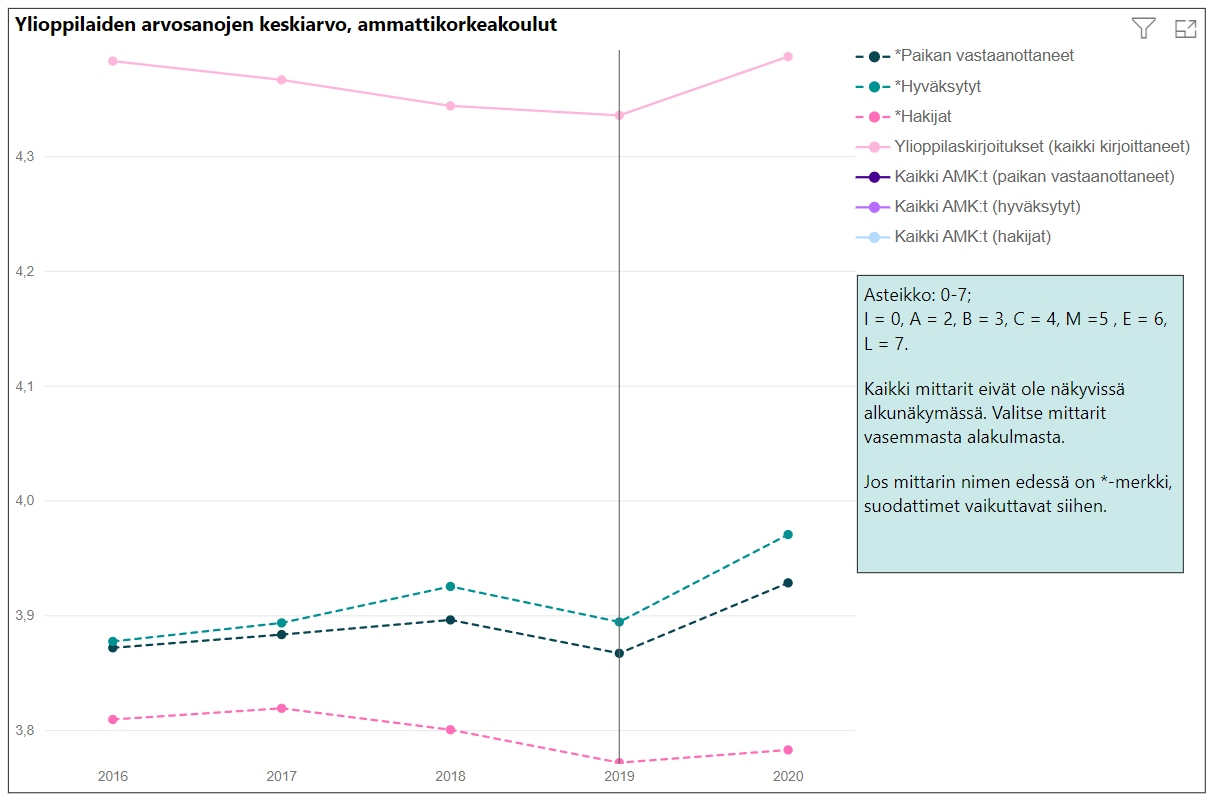 Ylioppilaiden arvosanojen keskiarvo, ammattikorkeakoulut
*Paikan vastaanottaneet
*Hyväksytyt
*Hakijat
Ylioppilaskirjoitukset (kaikki kirjoittaneet)
Kaikki AMK:t (paikan vastaanottaneet)
Kaikki AMK:t (hyväksytyt)
Kaikki AMK:t (hakijat)
4,3
4,2
4,1
4,0
3,9
3,8
2016
2017
2018
2019
2020
Asteikko: 0-7;
I = 0, A = 2, B = 3, C = 4, M =5 , E = 6,
L = 7.
Kaikki mittarit eivät ole näkyvissä
alkunäkymässä. Valitse mittarit
vasemmasta alakulmasta.
Jos mittarin nimen edessä on *-merkki,
suodattimet vaikuttavat siihen.